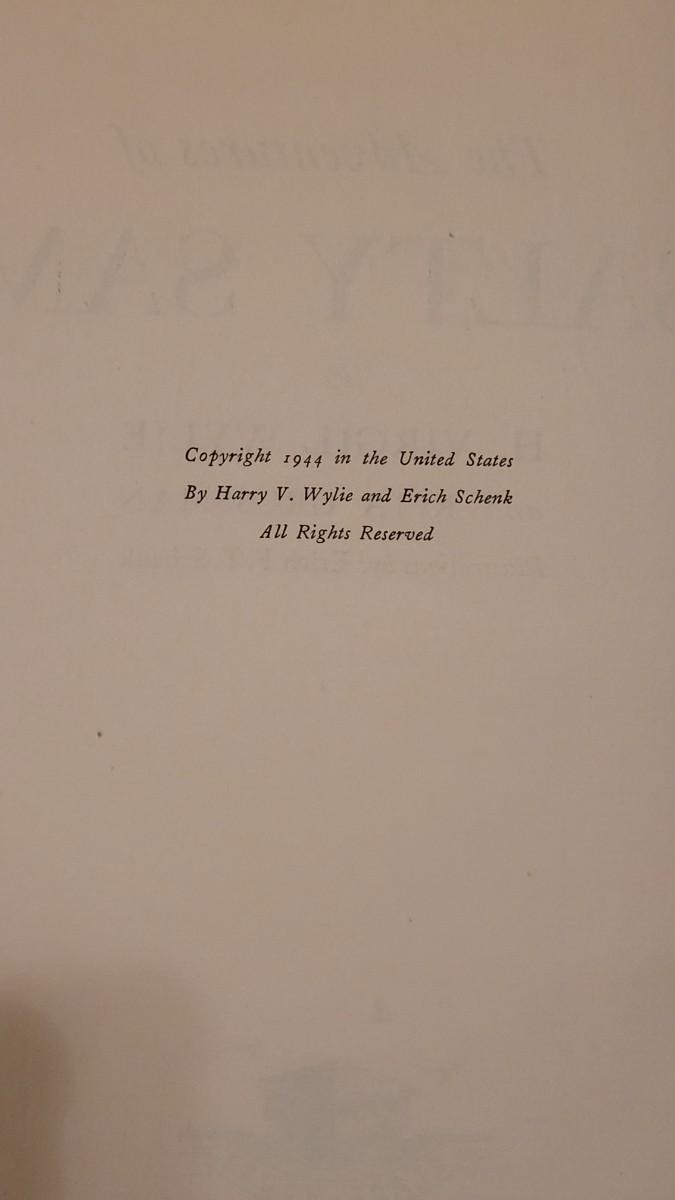 Copyright 1944 in the United States
By Harry V. Wylie and Erich Schenk
All Rights Reserved